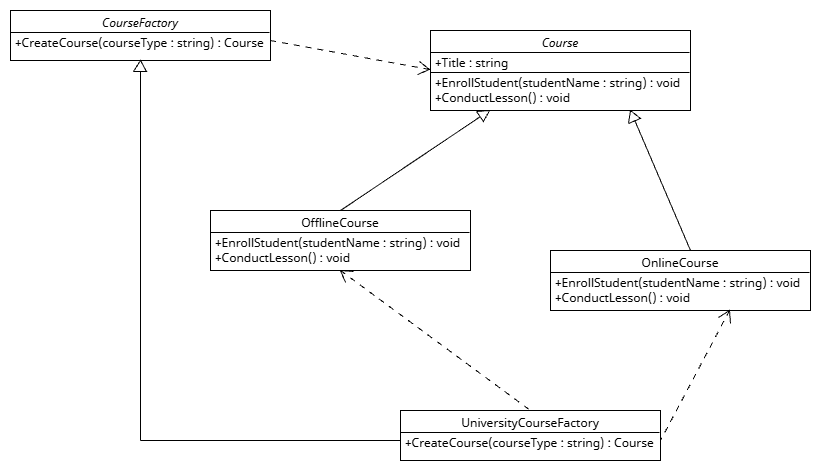 CourseFactory
+CreateCourse(courseType : string) : Course
Course
+Title : string
+EnrollStudent(studentName : string) : void
+ConductLesson() : void
OfflineCourse
+EnrollStudent(studentName : string) : void
+ConductLesson() : void
OnlineCourse
+EnrollStudent(studentName : string) : void
+ConductLesson() : void
UniversityCourseFactory
+CreateCourse(courseType : string) : Course